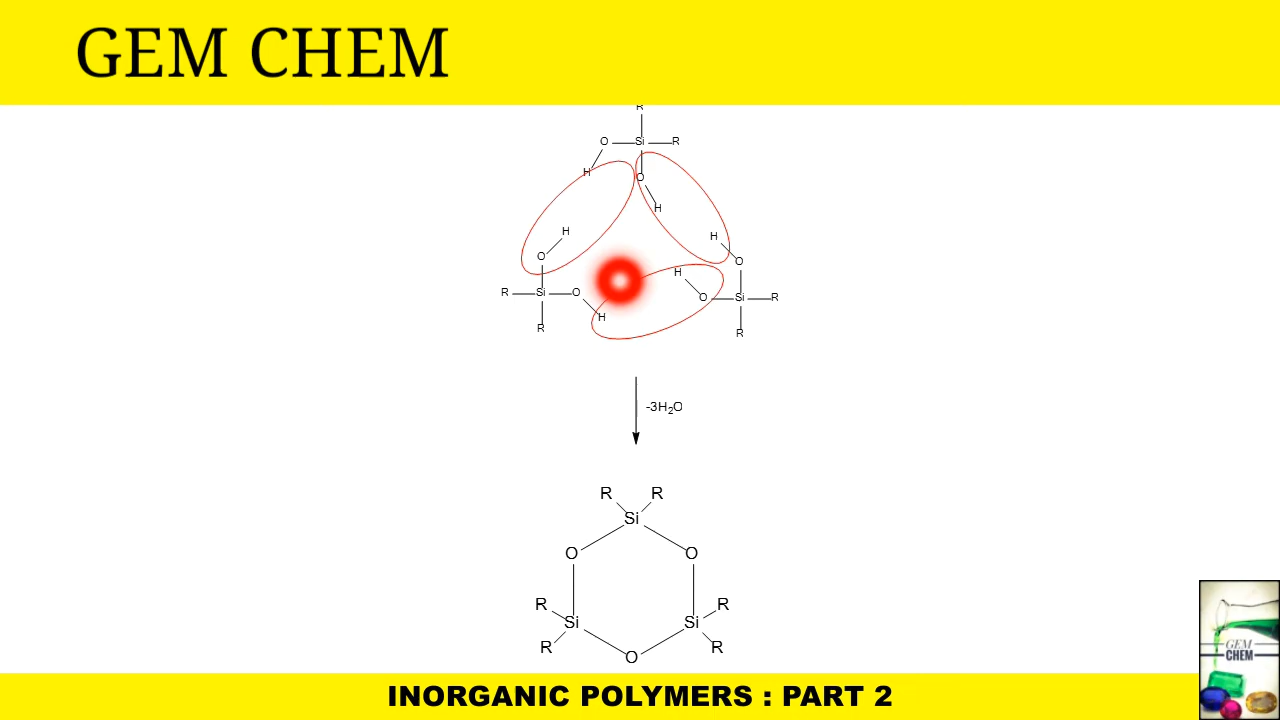 GEM CHEM
R
O Si R
H O
H
H H
O O
H
R Si O O Si R
H
R R
-3H₂O
R R
Si
O O
R R
Si Si
R R
O
GEM
CHEM
INORGANIC POLYMERS : PART 2